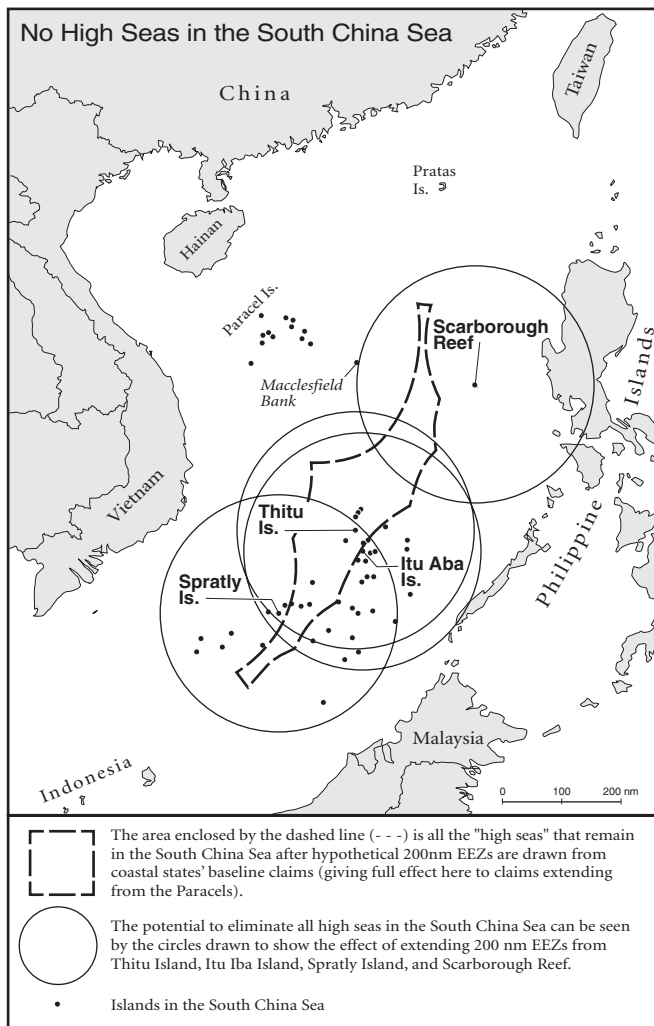 No High Seas in the South China Sea
China
Taiwan
Pratas
Is.
Hainan
Paracel Is.
Scarborough
Reef
Macclesfield
Bank
Islands
Philippine
Vietnam
Thitu
Is.
Itu Aba
Is.
Spratly
Is.
Malaysia
Indonesia
0 100 200 nm
The area enclosed by the dashed line (- - -) is all the "high seas" that remain
in the South China Sea after hypothetical 200nm EEZs are drawn from
coastal states' baseline claims (giving full effect here to claims extending
from the Paracels).
The potential to eliminate all high seas in the South China Sea can be seen
by the circles drawn to show the effect of extending 200 nm EEZs from
Thitu Island, Itu Iba Island, Spratly Island, and Scarborough Reef.
Islands in the South China Sea